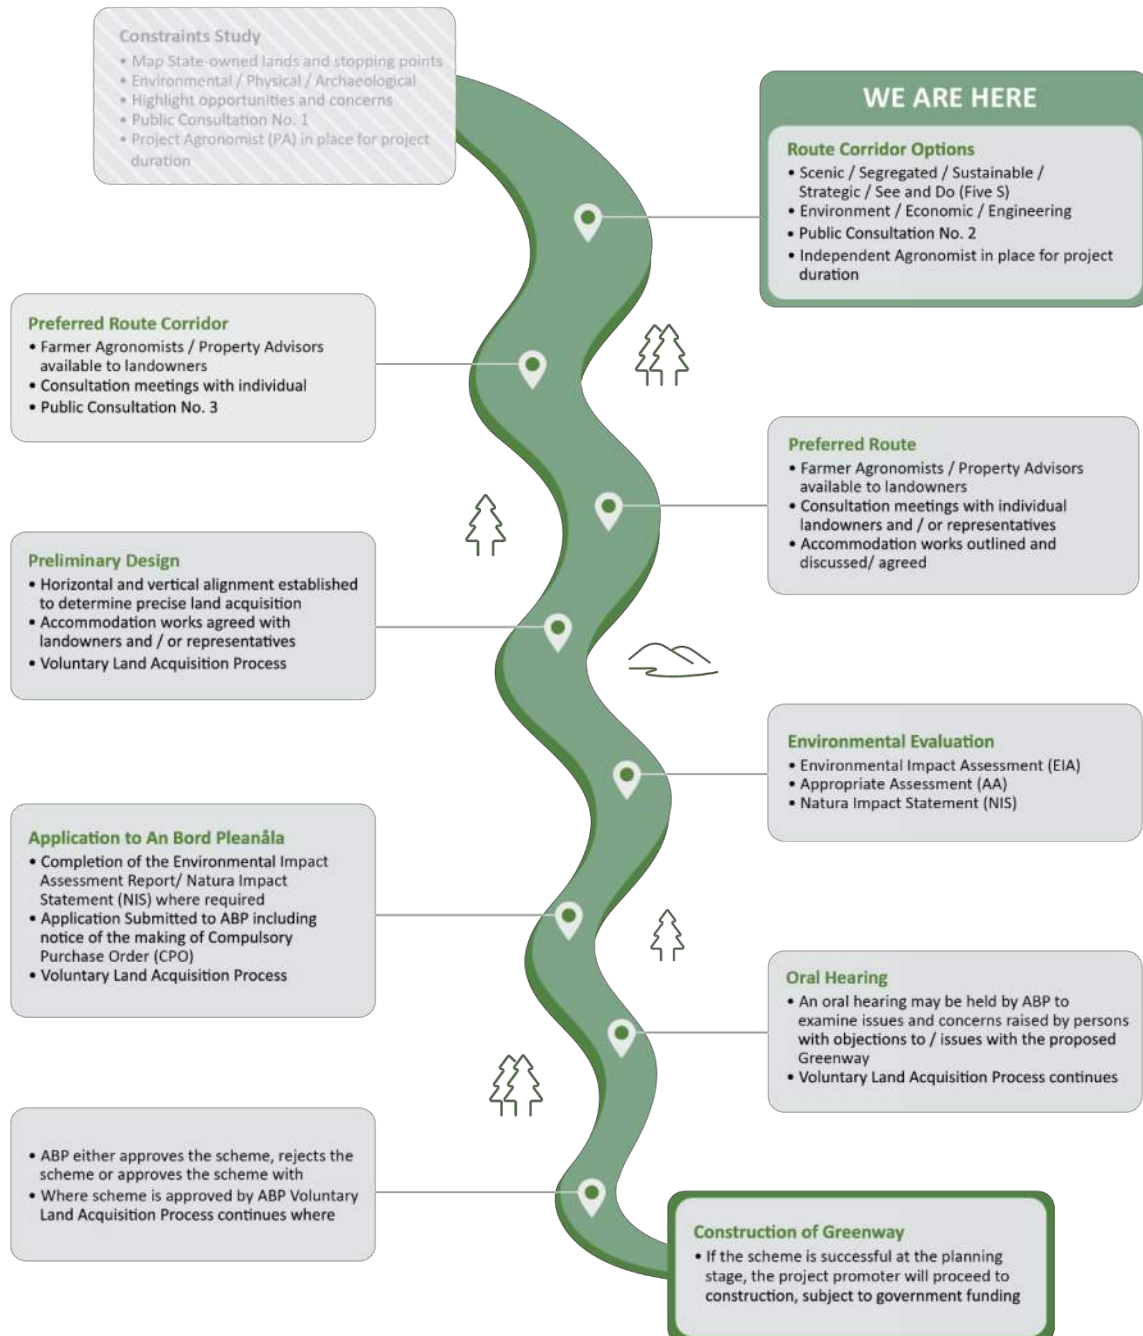 Constraints Study
• Map State-owned lands and stopping points
• Environmental / Physical / Archaeological
• Highlight opportunities and concerns
• Public Consultation No. 1
• Project Agronomist (PA) in place for project
duration
WE ARE HERE
Route Corridor Options
• Scenic / Segregated / Sustainable /
Strategic / See and Do (Five S)
• Environment / Economic / Engineering
• Public Consultation No. 2
• Independent Agronomist in place for project
duration
Preferred Route Corridor
• Farmer Agronomists / Property Advisors
available to landowners
• Consultation meetings with individual
• Public Consultation No. 3
Preferred Route
• Farmer Agronomists / Property Advisors
available to landowners
• Consultation meetings with individual
landowners and / or representatives
• Accommodation works outlined and
discussed/ agreed
Preliminary Design
• Horizontal and vertical alignment established
to determine precise land acquisition
• Accommodation works agreed with
landowners and / or representatives
• Voluntary Land Acquisition Process
Environmental Evaluation
• Environmental Impact Assessment (EIA)
• Appropriate Assessment (AA)
• Natura Impact Statement (NIS)
Application to An Bord Pleanåla
• Completion of the Environmental Impact
Assessment Report/ Natura Impact
Statement (NIS) where required
• Application Submitted to ABP including
notice of the making of Compulsory
Purchase Order (CPO)
• Voluntary Land Acquisition Process
Oral Hearing
• An oral hearing may be held by ABP to
examine issues and concerns raised by persons
with objections to / issues with the proposed
Greenway
• Voluntary Land Acquisition Process continues
• ABP either approves the scheme, rejects the
scheme or approves the scheme with
• Where scheme is approved by ABP Voluntary
Land Acquisition Process continues where
Construction of Greenway
• If the scheme is successful at the planning
stage, the project promoter will proceed to
construction, subject to government funding